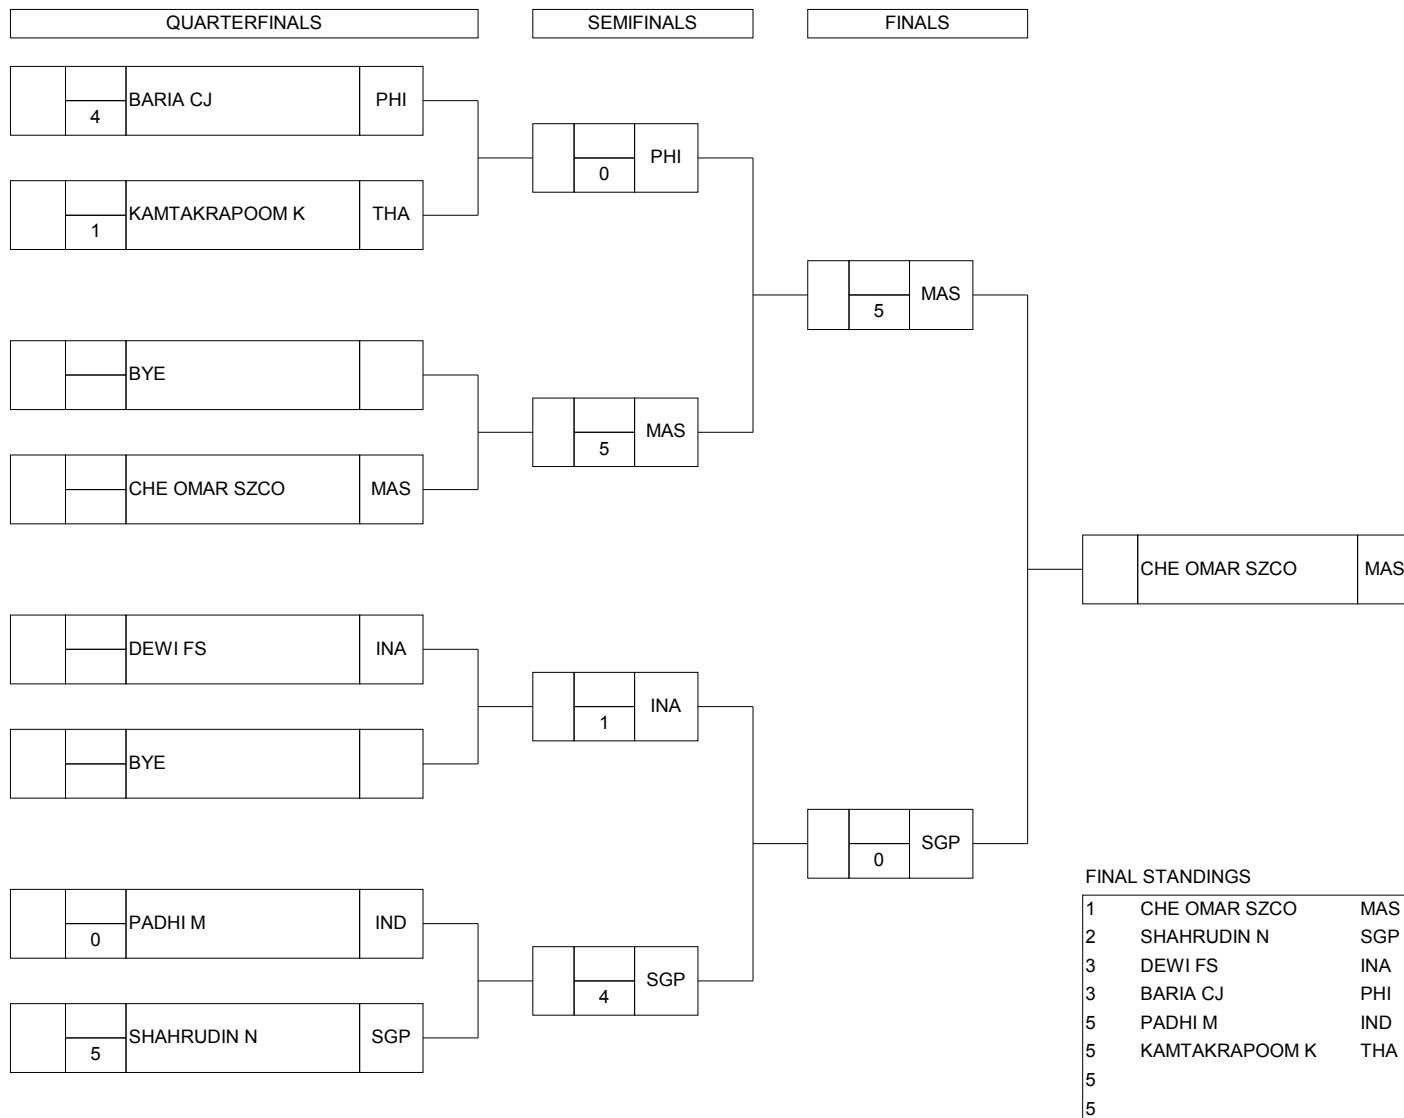 QUARTERFINALS SEMIFINALS FINALS
BARIA CJ PHI
4
PHI
0
KAMTAKRAPOOM K THA
1
MAS
5
BYE
MAS
5
CHE OMAR SZCO MAS
CHE OMAR SZCO MAS
DEWI FS INA
INA
1
BYE
SGP
0
PADHI M IND
0
SGP
4
SHAHRUDIN N SGP
5
FINAL STANDINGS
1 CHE OMAR SZCO MAS
2 SHAHRUDIN N SGP
3 DEWI FS INA
3 BARIA CJ PHI
5 PADHI M IND
5 KAMTAKRAPOOM K THA
5
5